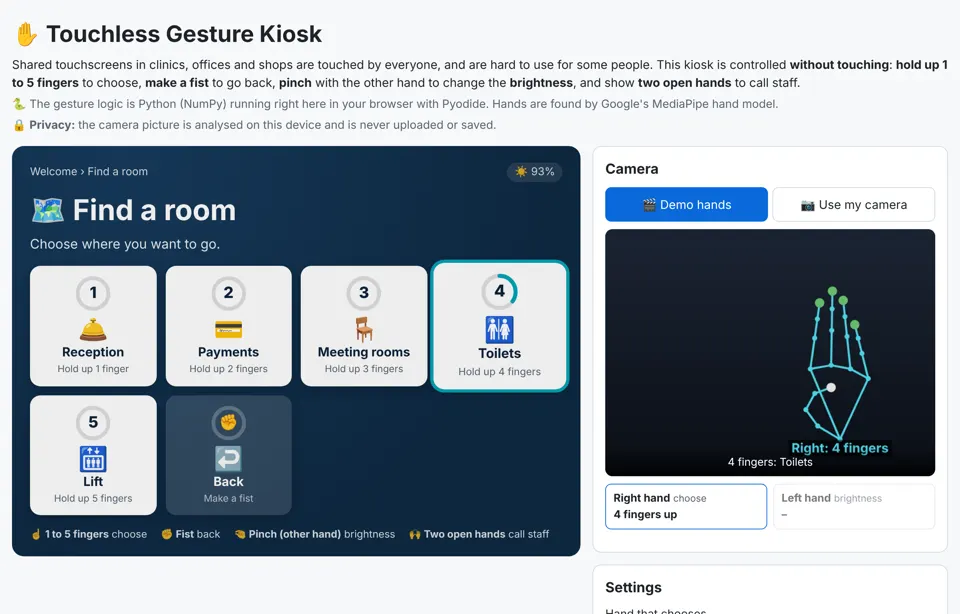 ✋ Touchless Gesture Kiosk
Shared touchscreens in clinics, offices and shops are touched by everyone, and are hard to use for some people. This kiosk is controlled without touching: hold up 1
to 5 fingers to choose, make a fist to go back, pinch with the other hand to change the brightness, and show two open hands to call staff.
🐍 The gesture logic is Python (NumPy) running right here in your browser with Pyodide. Hands are found by Google's MediaPipe hand model.
🔒 Privacy: the camera picture is analysed on this device and is never uploaded or saved.
Welcome › Find a room
☀️ 93%
🗺️ Find a room
Choose where you want to go.
1
Reception
Hold up 1 finger
2
Payments
Hold up 2 fingers
3
Meeting rooms
Hold up 3 fingers
4
Toilets
Hold up 4 fingers
5
Lift
Hold up 5 fingers
Back
Make a fist
☝️ 1 to 5 fingers choose ✊ Fist back 🤏 Pinch (other hand) brightness 🙌 Two open hands call staff
Camera
🎬 Demo hands
📷 Use my camera
Right: 4 fingers
4 fingers: Toilets
Right hand choose
4 fingers up
Left hand brightness
–
Settings
Hand that chooses